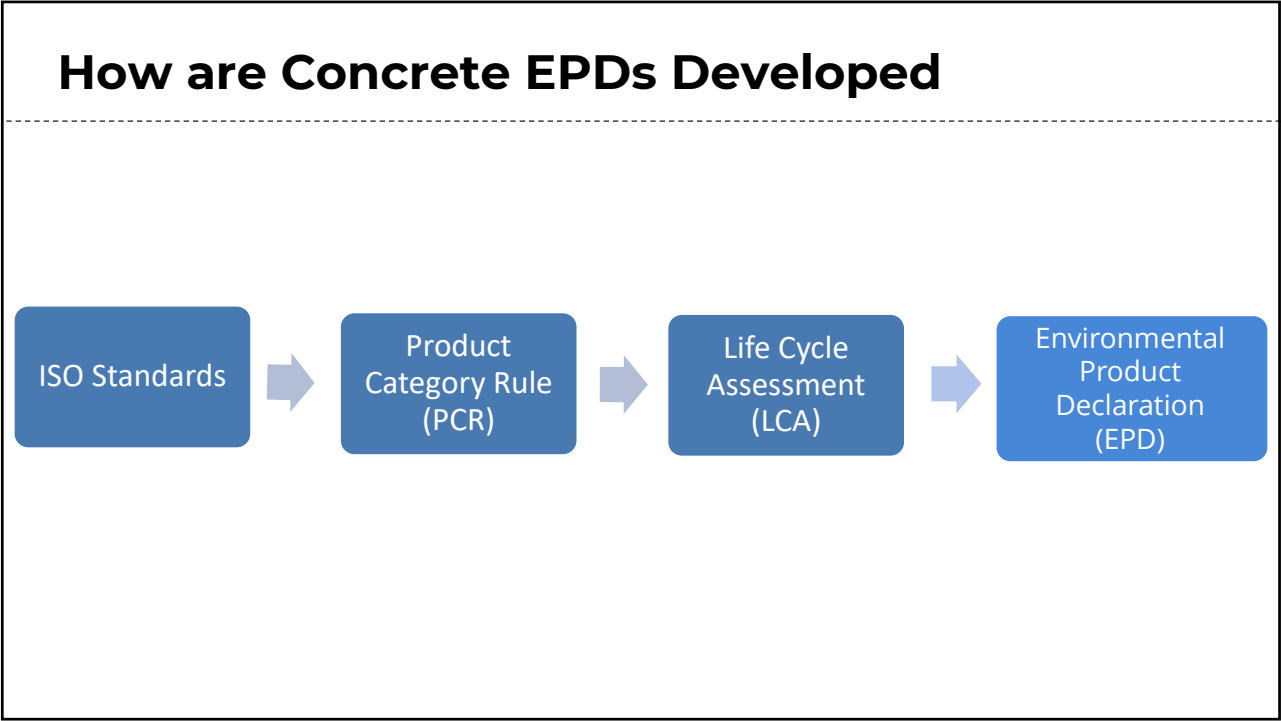 How are Concrete EPDs Developed
ISO Standards
Product
Category Rule
(PCR)
Life Cycle
Assessment
(LCA)
Environmental
Product
Declaration
(EPD)